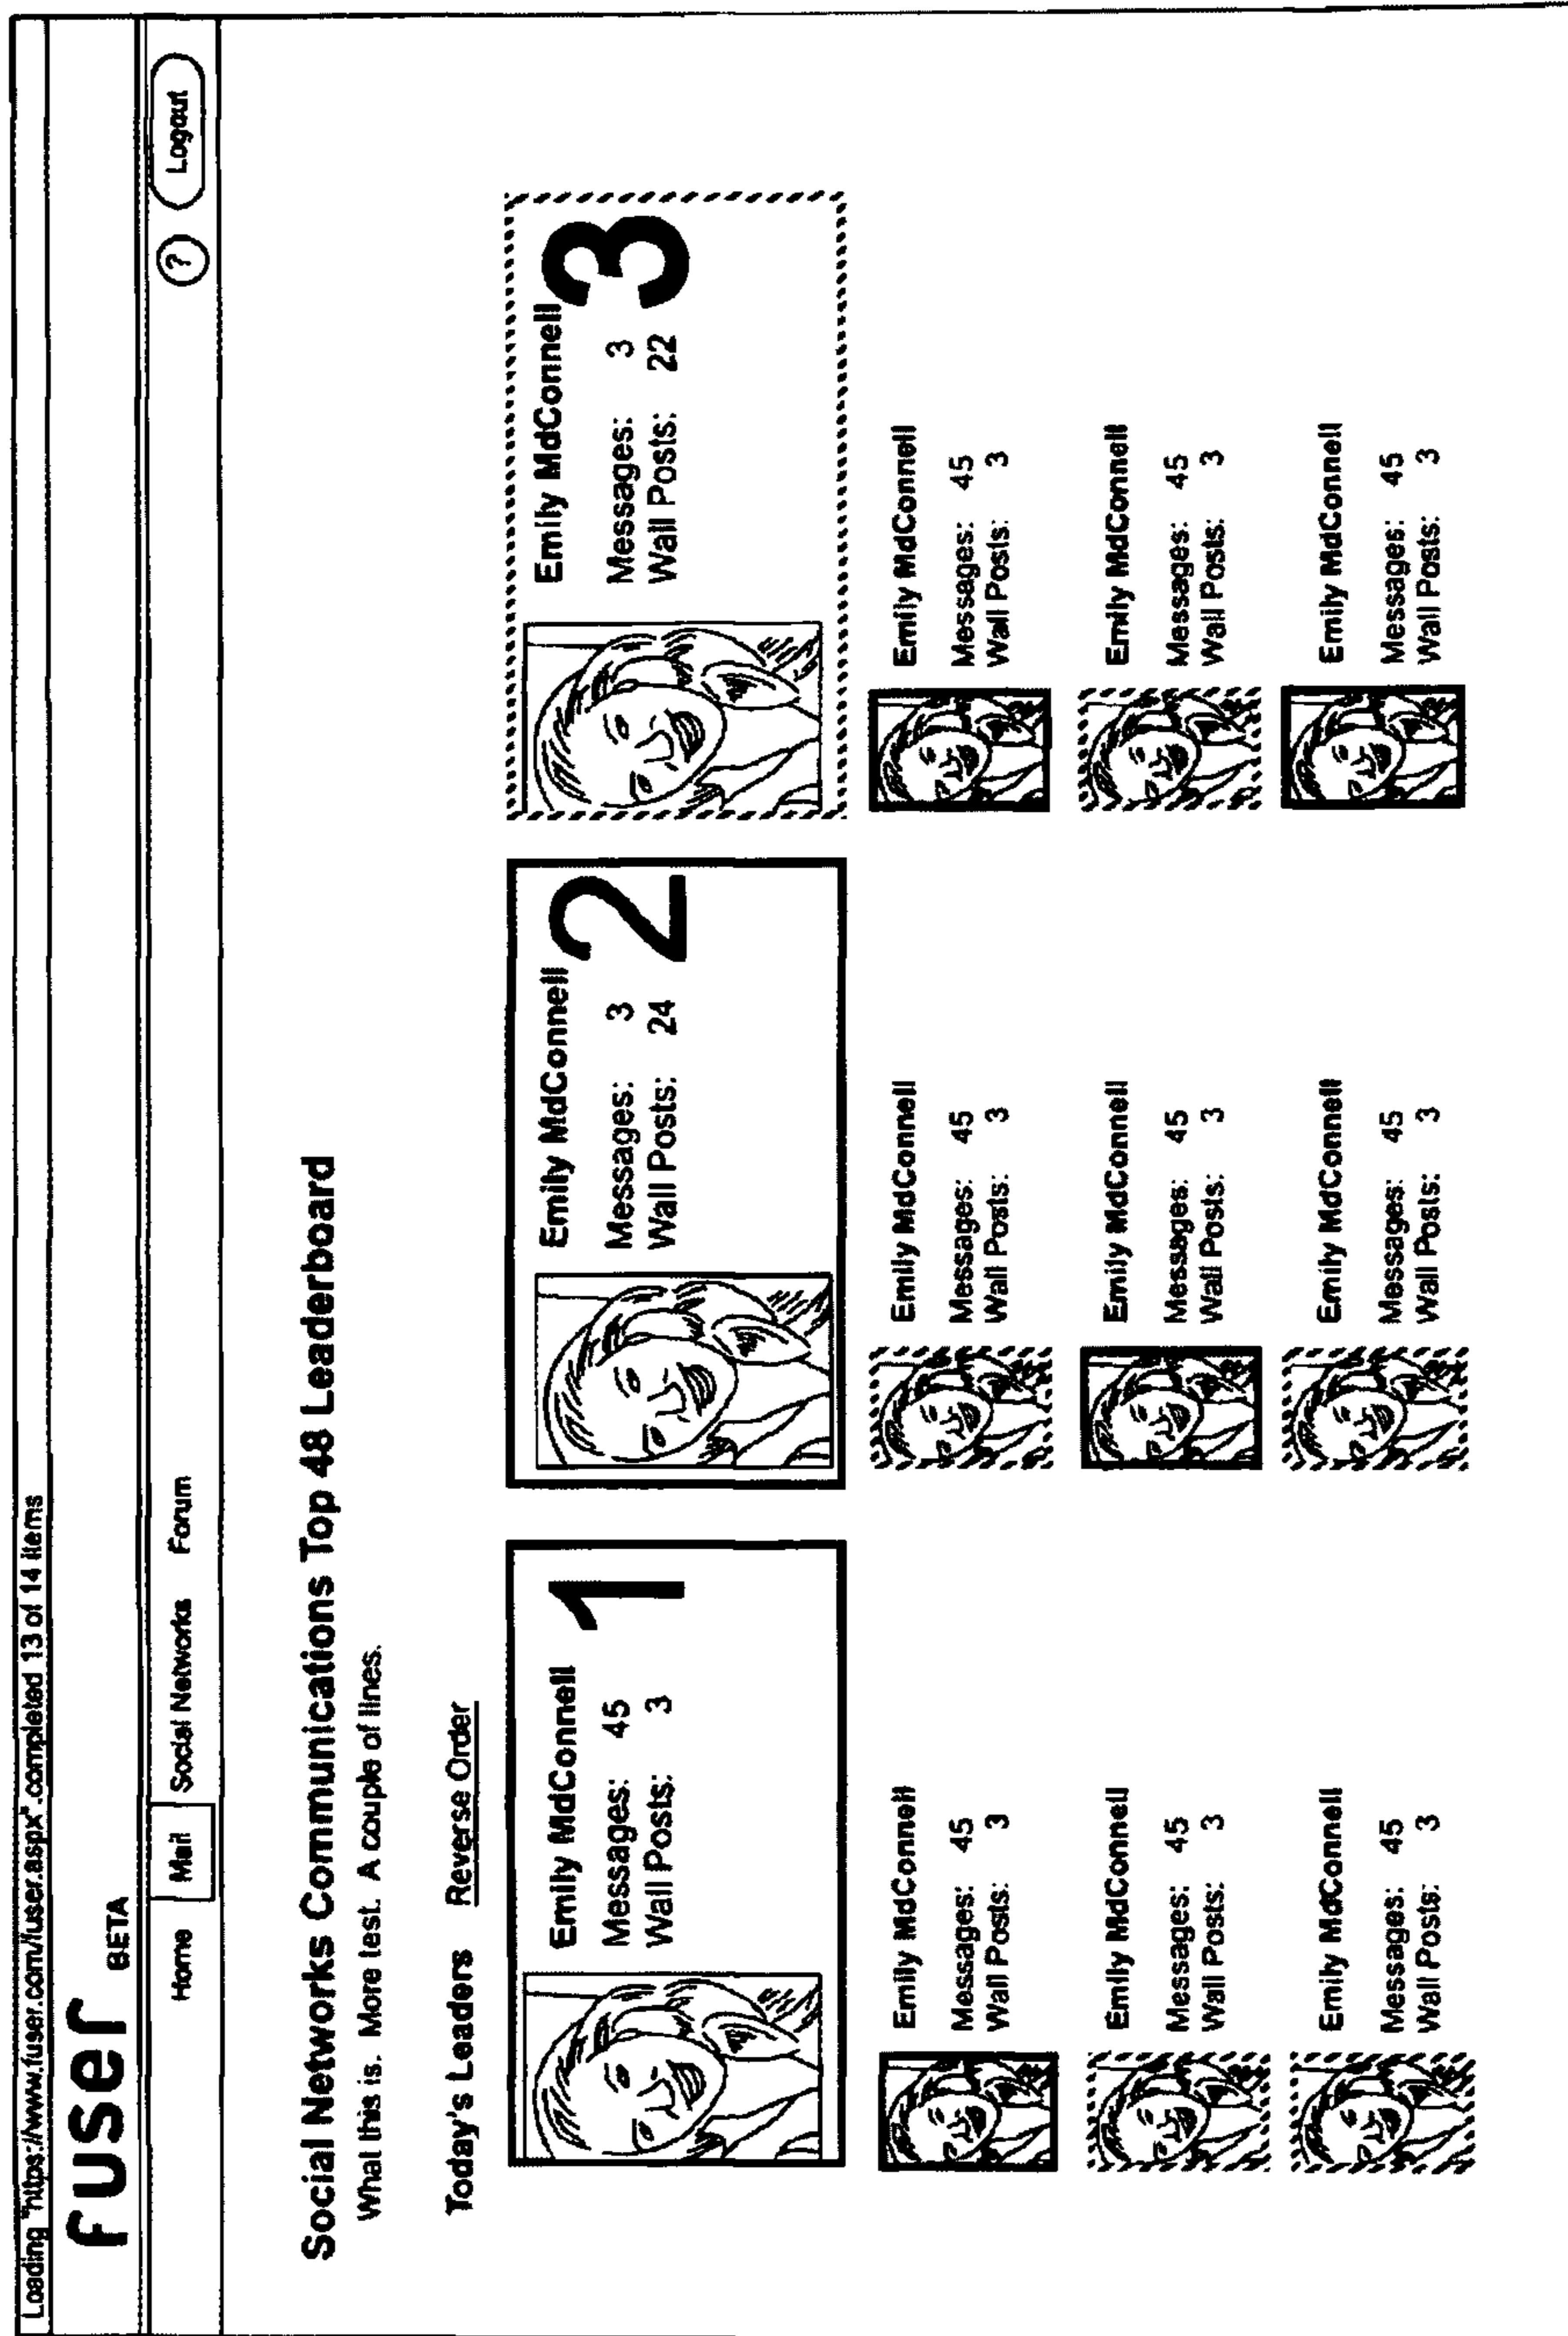 Loading "https://www.fuser.com/fuser.aspx".completed 13 of 14 items
fuser BETA
Home Mail Social Networks Forum ? Logout
Social Networks Communications Top 48 Leaderboard
What this is. More test. A couple of lines.
Today's Leaders Reverse Order
Emily MdConnell 1
Messages: 45
Wall Posts: 3
Emily MdConnell 2
Messages: 3
Wall Posts: 24
Emily MdConnell 3
Messages: 3
Wall Posts: 22
Emily MdConnell
Messages: 45
Wall Posts: 3
Emily MdConnell
Messages: 45
Wall Posts: 3
Emily MdConnell
Messages: 45
Wall Posts: 3
Emily MdConnell
Messages: 45
Wall Posts: 3
Emily MdConnell
Messages: 45
Wall Posts: 3
Emily MdConnell
Messages: 45
Wall Posts: 3
Emily MdConnell
Messages: 45
Wall Posts: 3
Emily MdConnell
Messages: 45
Wall Posts: 3
Emily MdConnell
Messages: 45
Wall Posts: 3